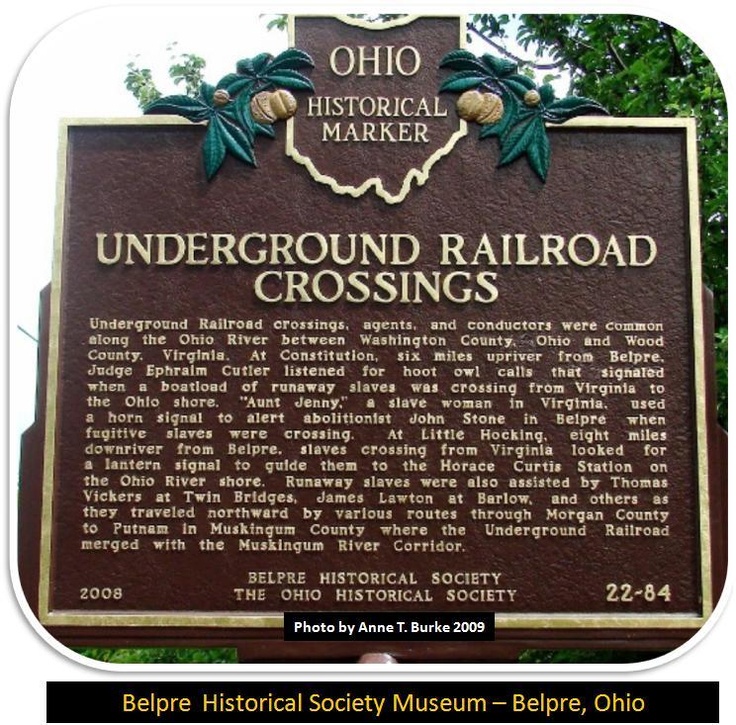 OHIO
HISTORICAL
MARKER
UNDERGROUND RAILROAD
CROSSINGS
Underground Railroad crossings, agents, and conductors were common
along the Ohio River between Washington County, Ohio and Wood
County, Virginia. At Constitution, six miles upriver from Belpre,
Judge Ephraim Cutler listened for hoot owl calls that signaled
when a boatload of runaway slaves was crossing from Virginia to
the Ohio shore. "Aunt Jenny," a slave woman in Virginia, used
a horn signal to alert abolitionist John Stone in Belpre when
fugitive slaves were crossing. At Little Hocking, eight miles
downriver from Belpre, slaves crossing from Virginia looked for
a lantern signal to guide them to the Horace Curtis Station on
the Ohio River shore. Runaway slaves were also assisted by Thomas
Vickers at Twin Bridges, James Lawton at Barlow, and others as
they traveled northward by various routes through Morgan County
to Putnam in Muskingum County where the Underground Railroad
merged with the Muskingum River Corridor.
BELPRE HISTORICAL SOCIETY
2008 THE OHIO HISTORICAL SOCIETY 22-84
Photo by Anne T. Burke 2009
Belpre Historical Society Museum – Belpre, Ohio